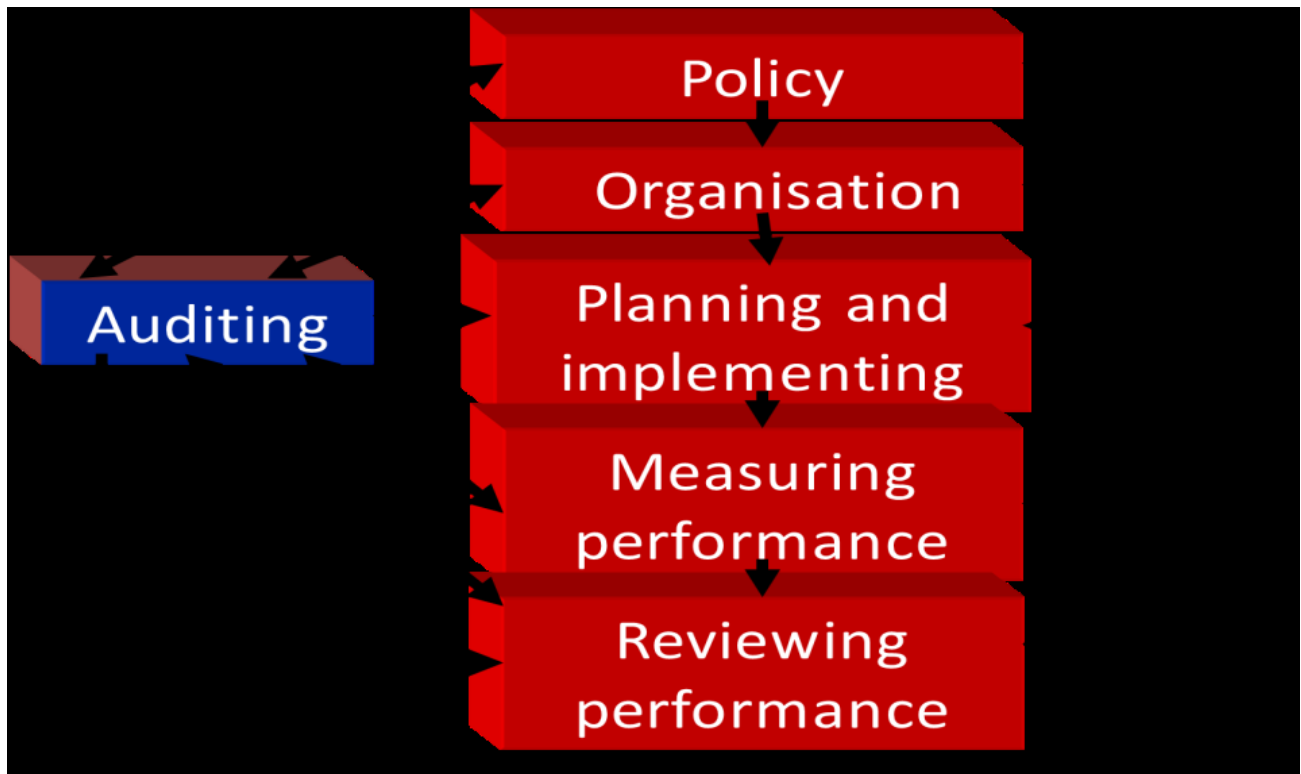 Policy
Organisation
Auditing
Planning and
implementing
Measuring
performance
Reviewing
performance